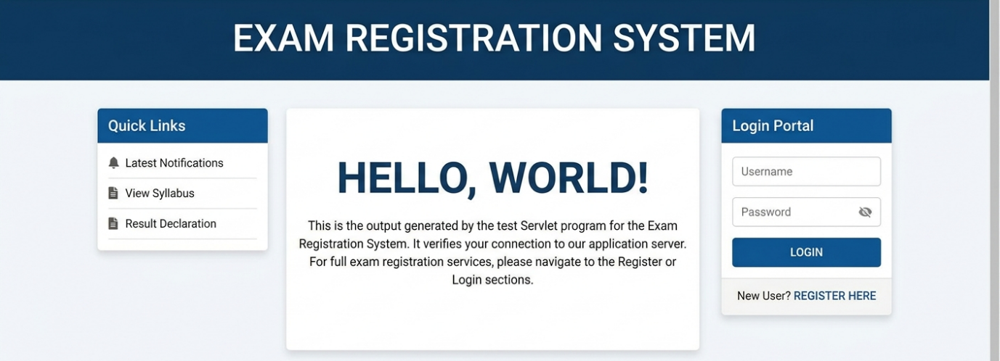 EXAM REGISTRATION SYSTEM
Quick Links
Latest Notifications
View Syllabus
Result Declaration
HELLO, WORLD!
This is the output generated by the test Servlet program for the Exam
Registration System. It verifies your connection to our application server.
For full exam registration services, please navigate to the Register or
Login sections.
Login Portal
Username
Password
LOGIN
New User? REGISTER HERE